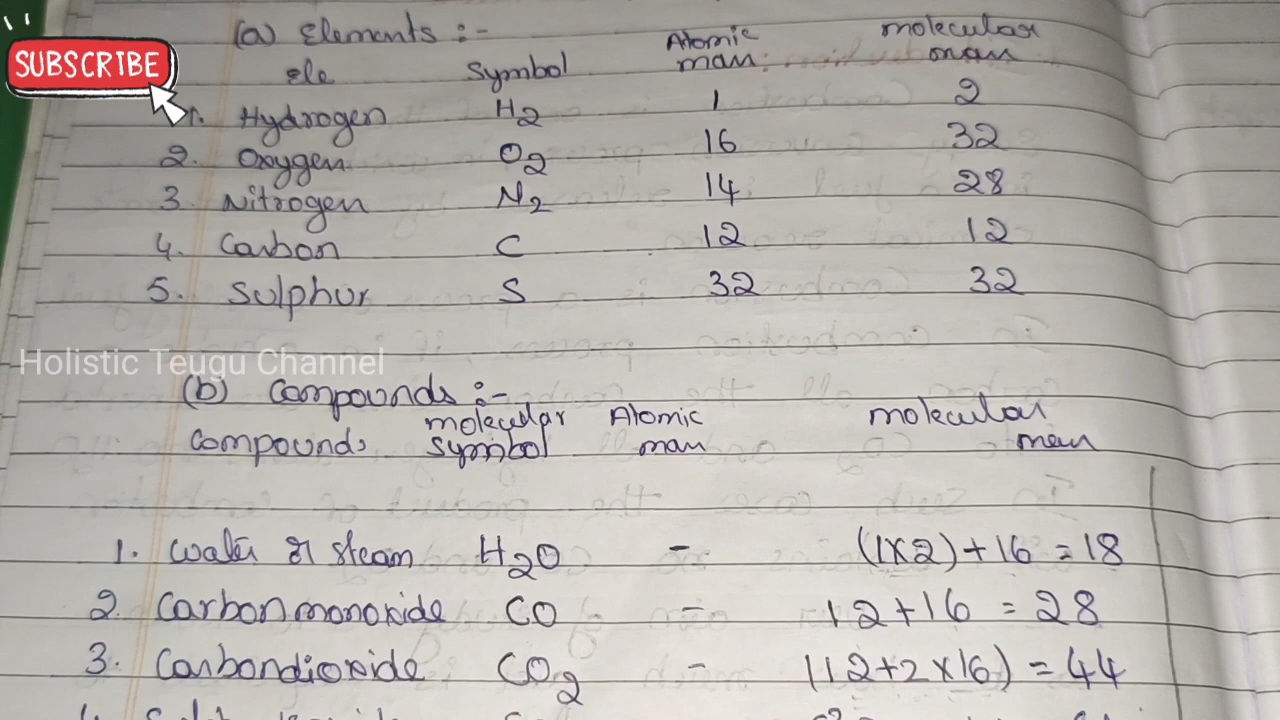 (a) Elements :-
SUBSCRIBE
ele Symbol Atomic mass: molecular mass
1. Hydrogen H2 1 2
2. Oxygen O2 16 32
3. Nitrogen N2 14 28
4. Carbon C 12 12
5. Sulphur S 32 32
Holistic Teugu Channel
(b) Compounds :-
Compounds molecular symbol Atomic mass molecular mass
1. Water or steam H2O - (1x2)+16 = 18
2. Carbonmonoxide CO - 12+16 = 28
3. Carbondioxide CO2 - (12+2x16) = 44